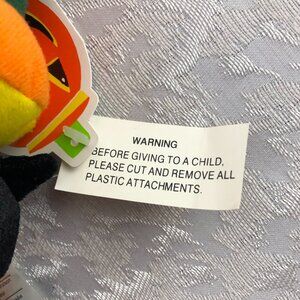 WARNING
BEFORE GIVING TO A CHILD.
PLEASE CUT AND REMOVE ALL
PLASTIC ATTACHMENTS.